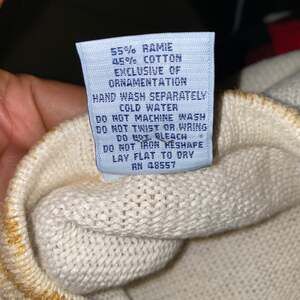 55% RAMIE
45% COTTON
EXCLUSIVE OF
ORNAMENTATION
HAND WASH SEPARATELY
COLD WATER
DO NOT MACHINE WASH
DO NOT TWIST OR WRING
DO NOT BLEACH
DO NOT IRON RESHAPE
LAY FLAT TO DRY
RN 48557